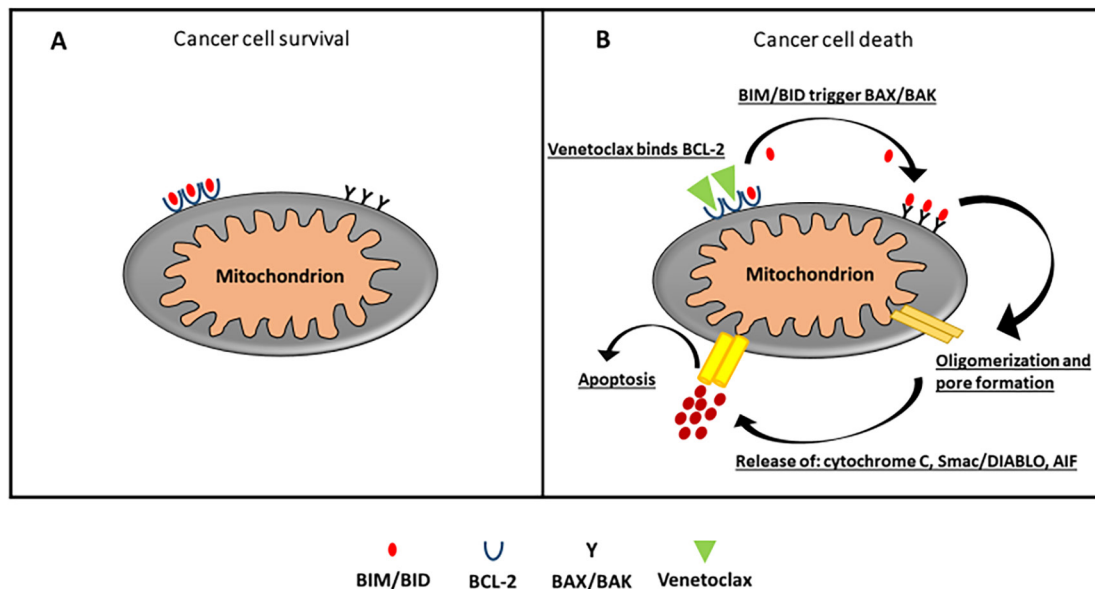 A
Cancer cell survival
Mitochondrion
B
Cancer cell death
BIM/BID trigger BAX/BAK
Venetoclax binds BCL-2
Mitochondrion
Oligomerization and
pore formation
Apoptosis
Release of: cytochrome C, Smac/DIABLO, AIF
BIM/BID
BCL-2
BAX/BAK
Venetoclax